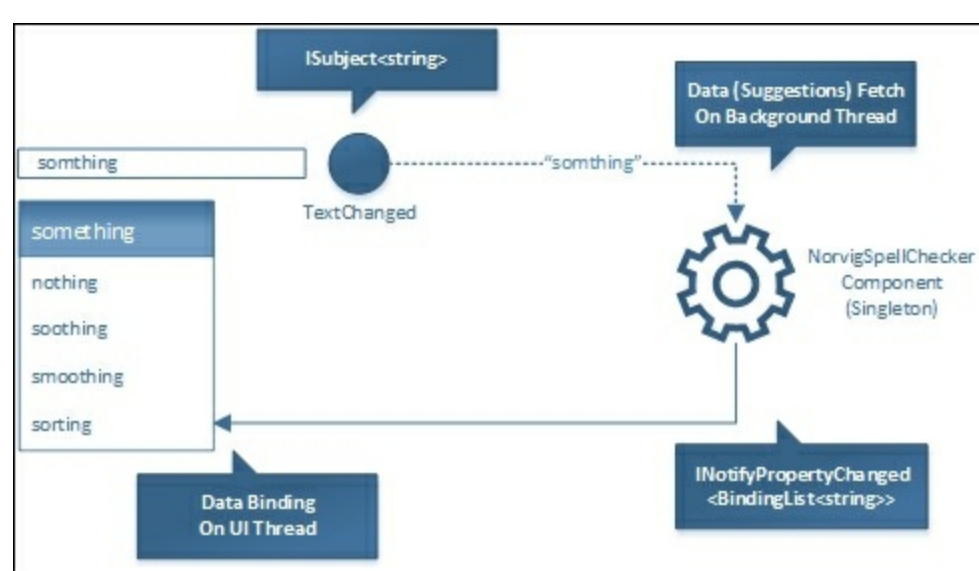 ISubject<string>
Data (Suggestions) Fetch
On Background Thread
somthing
"somthing"
TextChanged
something
nothing
soothing
smoothing
sorting
NorvigSpellChecker
Component
(Singleton)
INotifyPropertyChanged
<BindingList<string>>
Data Binding
On UI Thread